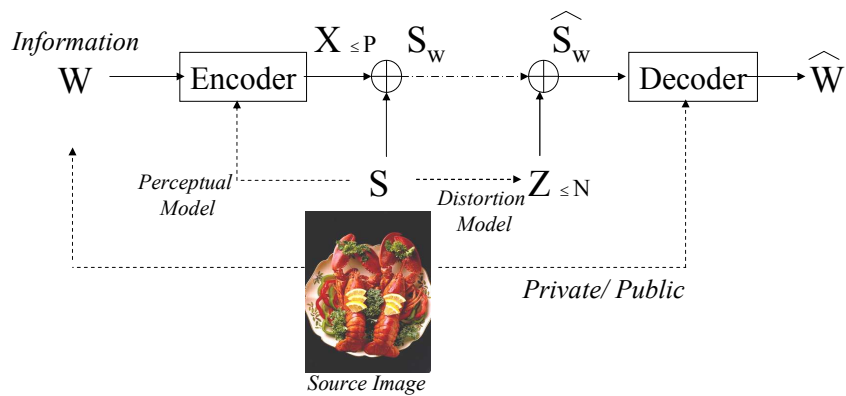 Information
W
Encoder
X ≤ P
S_w
Ŝ_w
Decoder
Ŵ
Perceptual
Model
S
Distortion
Model
Z ≤ N
Private/ Public
Source Image